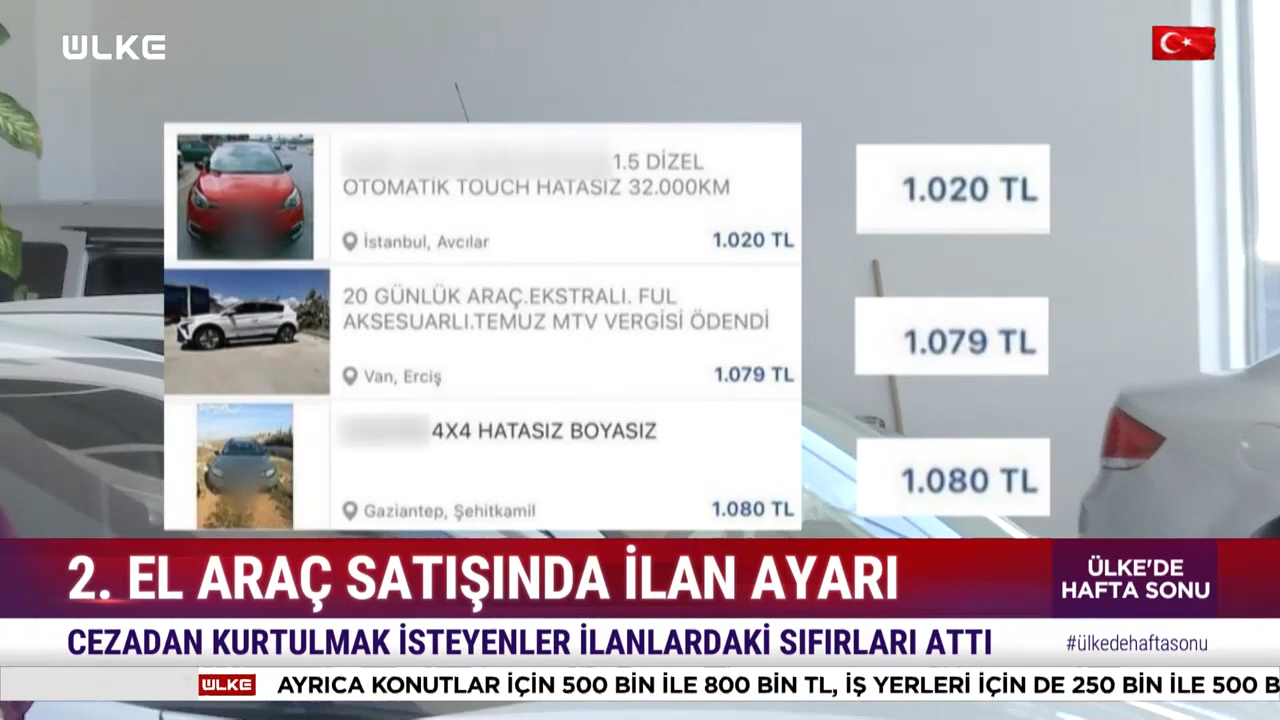 ÜLKE
1.5 DİZEL
OTOMATIK TOUCH HATASIZ 32.000KM
İstanbul, Avcılar
1.020 TL
1.020 TL
20 GÜNLÜK ARAÇ.EKSTRALI. FUL
AKSESUARLI.TEMUZ MTV VERGİSİ ÖDENDİ
Van, Erciş
1.079 TL
1.079 TL
4X4 HATASIZ BOYASIZ
Gaziantep, Şehitkamil
1.080 TL
1.080 TL
2. EL ARAÇ SATIŞINDA İLAN AYARI
ÜLKE'DE
HAFTA SONU
CEZADAN KURTULMAK İSTEYENLER İLANLARDAKİ SIFIRLARI ATTI
#ülkedehaftasonu
ÜLKE AYRICA KONUTLAR İÇİN 500 BİN İLE 800 BİN TL, İŞ YERLERİ İÇİN DE 250 BİN İLE 500 B